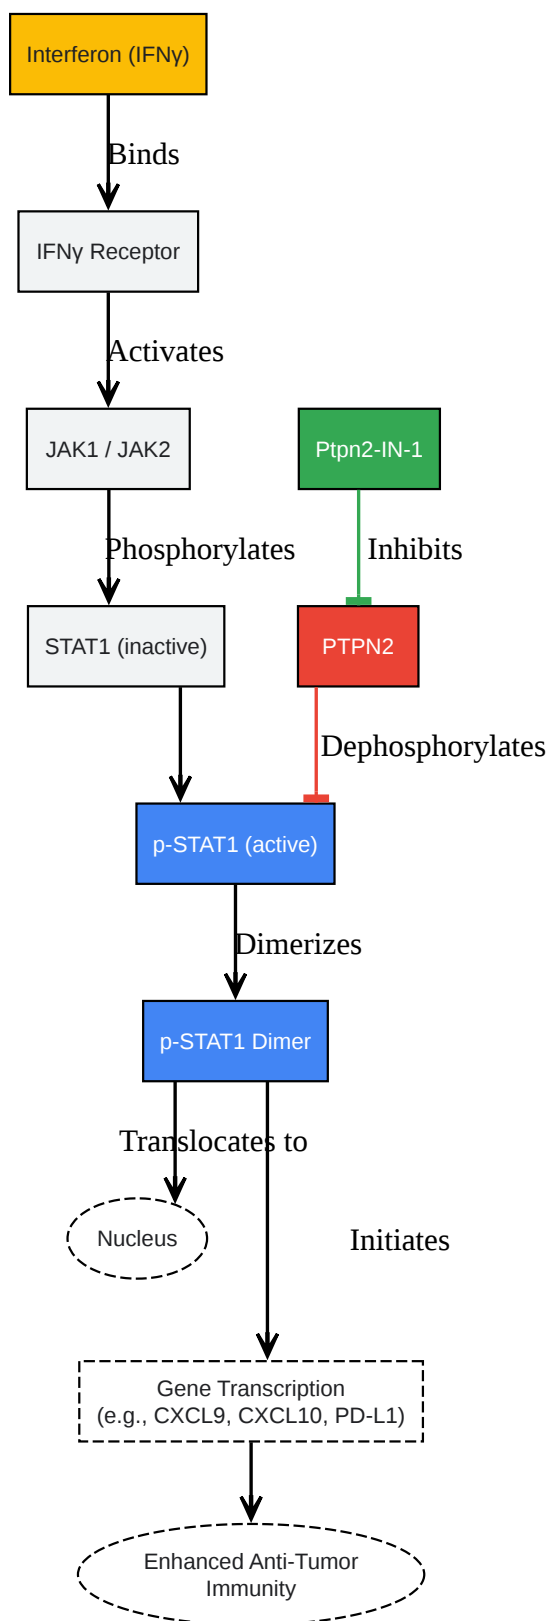 Interferon (IFNγ)
Binds
IFNγ Receptor
Activates
JAK1 / JAK2
Ptpn2-IN-1
Phosphorylates
Inhibits
STAT1 (inactive)
PTPN2
Dephosphorylates
p-STAT1 (active)
Dimerizes
p-STAT1 Dimer
Translocates to
Nucleus
Initiates
Gene Transcription
(e.g., CXCL9, CXCL10, PD-L1)
Enhanced Anti-Tumor
Immunity